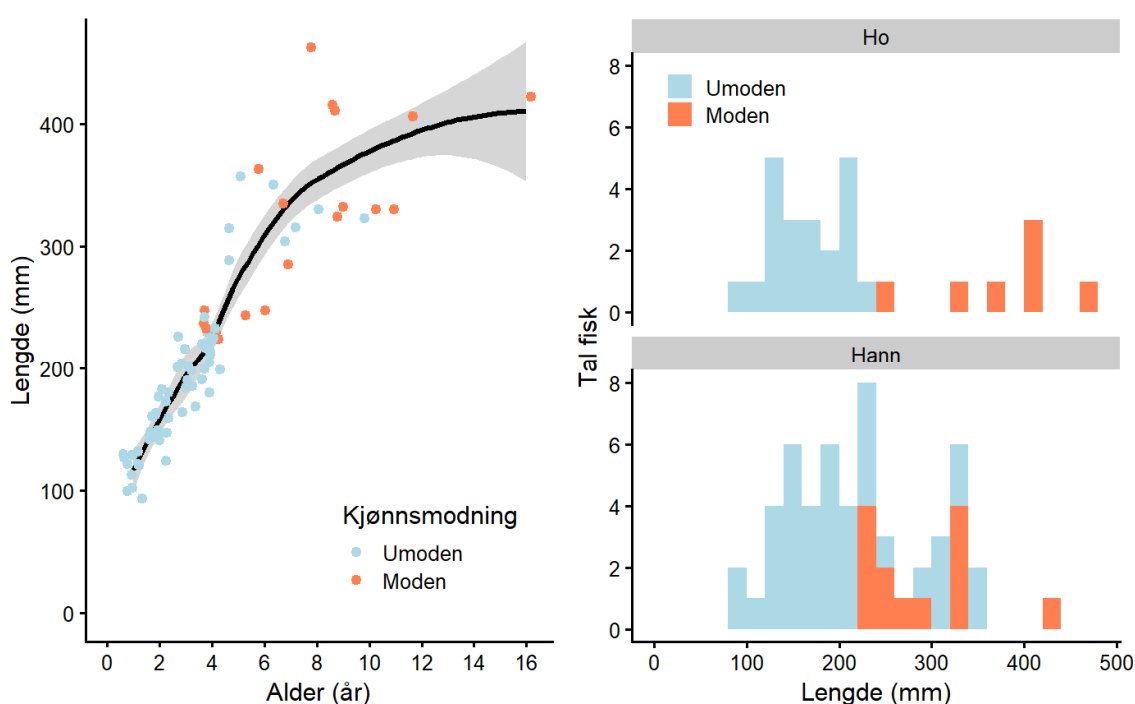 Lengde (mm)
400
300
200
100
0
Kjønnsmodning
Umoden
Moden
0 2 4 6 8 10 12 14 16
Alder (år)
Tal fisk
Ho
8
6
4
2
0
Umoden
Moden
Hann
8
6
4
2
0
0 100 200 300 400 500
Lengde (mm)